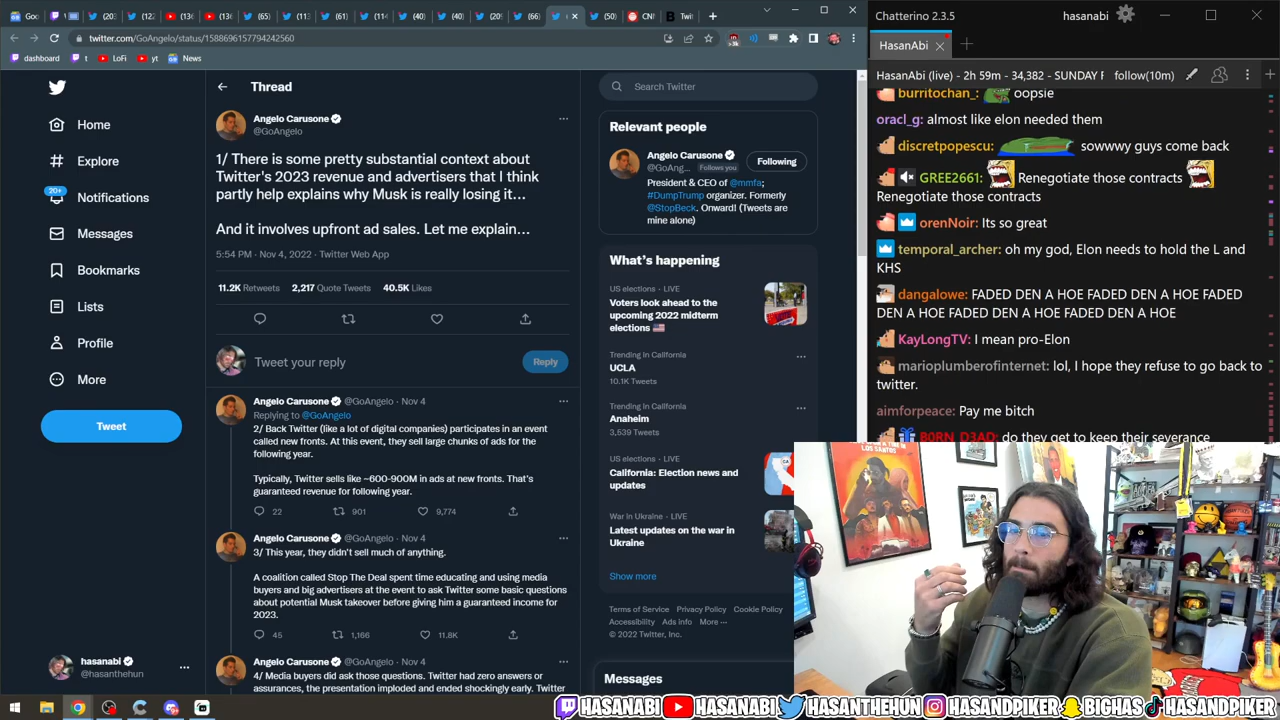 Goo
(20)
(12:
(65)
(11:
(61)
(114
(40)
(40)
(209
(66)
(50)
CN
Twit
twitter.com/GoAngelo/status/1588696157794242560
dashboard
t
LoFi
yt
News
Home
Explore
20+
Notifications
Messages
Bookmarks
Lists
Profile
More
Tweet
hasanabi
@hasanthehun
Thread
Angelo Carusone
@GoAngelo
1/ There is some pretty substantial context about
Twitter's 2023 revenue and advertisers that I think
partly help explains why Musk is really losing it…
And it involves upfront ad sales. Let me explain…
5:54 PM · Nov 4, 2022 · Twitter Web App
11.2K Retweets 2,217 Quote Tweets 40.5K Likes
Tweet your reply
Reply
Angelo Carusone @GoAngelo · Nov 4
Replying to @GoAngelo
2/ Back Twitter (like a lot of digital companies) participates in an event
called new fronts. At this event, they sell large chunks of ads for the
following year.
Typically, Twitter sells like ~600-900M in ads at new fronts. That's
guaranteed revenue for following year.
22 901 9,774
Angelo Carusone @GoAngelo · Nov 4
3/ This year, they didn't sell much of anything.
A coalition called Stop The Deal spent time educating and using media
buyers and big advertisers at the event to ask Twitter some basic questions
about potential Musk takeover before giving him a guaranteed income for
2023.
45 1,166 11.8K
Angelo Carusone @GoAngelo · Nov 4
4/ Media buyers did ask those questions. Twitter had zero answers or
assurances, the presentation imploded and ended shockingly early. Twitter
Search Twitter
Relevant people
Angelo Carusone
@GoAng... Follows you
Following
President & CEO of @mmfa;
#DumpTrump organizer. Formerly
@StopBeck. Onward! (Tweets are
mine alone)
What's happening
US elections · LIVE
Voters look ahead to the
upcoming 2022 midterm
elections
Trending In California
UCLA
10.1K Tweets
Trending In California
Anaheim
3,539 Tweets
US elections · LIVE
California: Election news and
updates
War in Ukraine · LIVE
Latest updates on the war in
Ukraine
Show more
Terms of Service Privacy Policy Cookie Policy
Accessibility Ads info More ···
© 2022 Twitter, Inc.
Messages
Chatterino 2.3.5
hasanabi
HasanAbi
HasanAbi (live) - 2h 59m - 34,382 - SUNDAY F
follow(10m)
burritochan_: oopsie
oracl_g: almost like elon needed them
discretpopescu: sowwwy guys come back
GREE2661: Renegotiate those contracts
Renegotiate those contracts
orenNoir: Its so great
temporal_archer: oh my god, Elon needs to hold the L and
KHS
dangalowe: FADED DEN A HOE FADED DEN A HOE FADED
DEN A HOE FADED DEN A HOE FADED DEN A HOE
KayLongTV: I mean pro-Elon
marioplumberofinternet: lol, I hope they refuse to go back to
twitter.
aimforpeace: Pay me bitch
B0RN_D3AD: do they get to keep their severance
LOS SANTOS
HASANABI HASANABI HASANTHEHUN HASANDPIKER BIGHAS HASANDPIKER